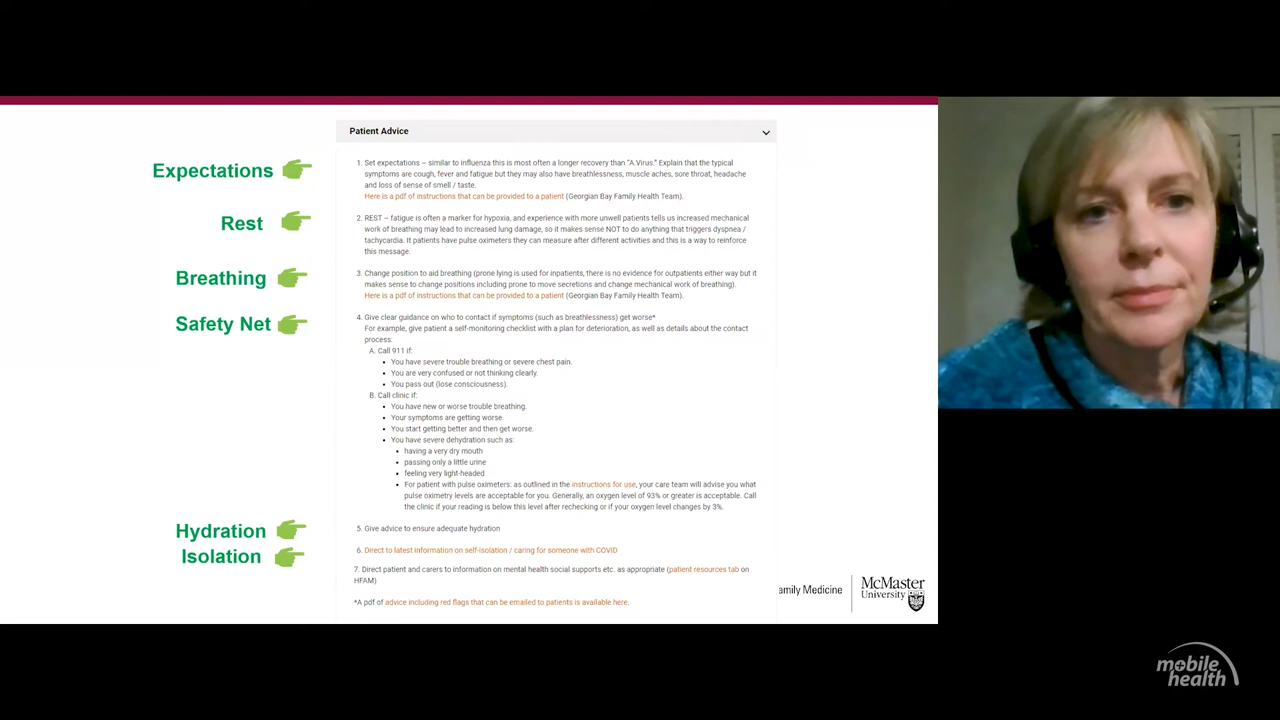 Patient Advice
Expectations
1. Set expectations – similar to influenza this is most often a longer recovery than "A.Virus." Explain that the typical
symptoms are cough, fever and fatigue but they may also have breathlessness, muscle aches, sore throat, headache
and loss of sense of smell / taste.
Here is a pdf of instructions that can be provided to a patient (Georgian Bay Family Health Team).
Rest
2. REST – fatigue is often a marker for hypoxia, and experience with more unwell patients tells us increased mechanical
work of breathing may lead to increased lung damage, so it makes sense NOT to do anything that triggers dyspnea /
tachycardia. It patients have pulse oximeters they can measure after different activities and this is a way to reinforce
this message.
Breathing
3. Change position to aid breathing (prone lying is used for inpatients, there is no evidence for outpatients either way but it
makes sense to change positions including prone to move secretions and change mechanical work of breathing).
Here is a pdf of instructions that can be provided to a patient (Georgian Bay Family Health Team).
Safety Net
4. Give clear guidance on who to contact if symptoms (such as breathlessness) get worse*
For example, give patient a self-monitoring checklist with a plan for deterioration, as well as details about the contact
process:
A. Call 911 if:
• You have severe trouble breathing or severe chest pain.
• You are very confused or not thinking clearly.
• You pass out (lose consciousness).
B. Call clinic if:
• You have new or worse trouble breathing.
• Your symptoms are getting worse.
• You start getting better and then get worse.
• You have severe dehydration such as:
• having a very dry mouth
• passing only a little urine
• feeling very light-headed
• For patient with pulse oximeters: as outlined in the instructions for use, your care team will advise you what
pulse oximetry levels are acceptable for you. Generally, an oxygen level of 93% or greater is acceptable. Call
the clinic if your reading is below this level after rechecking or if your oxygen level changes by 3%.
Hydration
5. Give advice to ensure adequate hydration
Isolation
6. Direct to latest information on self-isolation / caring for someone with COVID
7. Direct patient and carers to information on mental health social supports etc. as appropriate (patient resources tab on
HFAM)
*A pdf of advice including red flags that can be emailed to patients is available here.
amily Medicine
McMaster
University
mobile
health